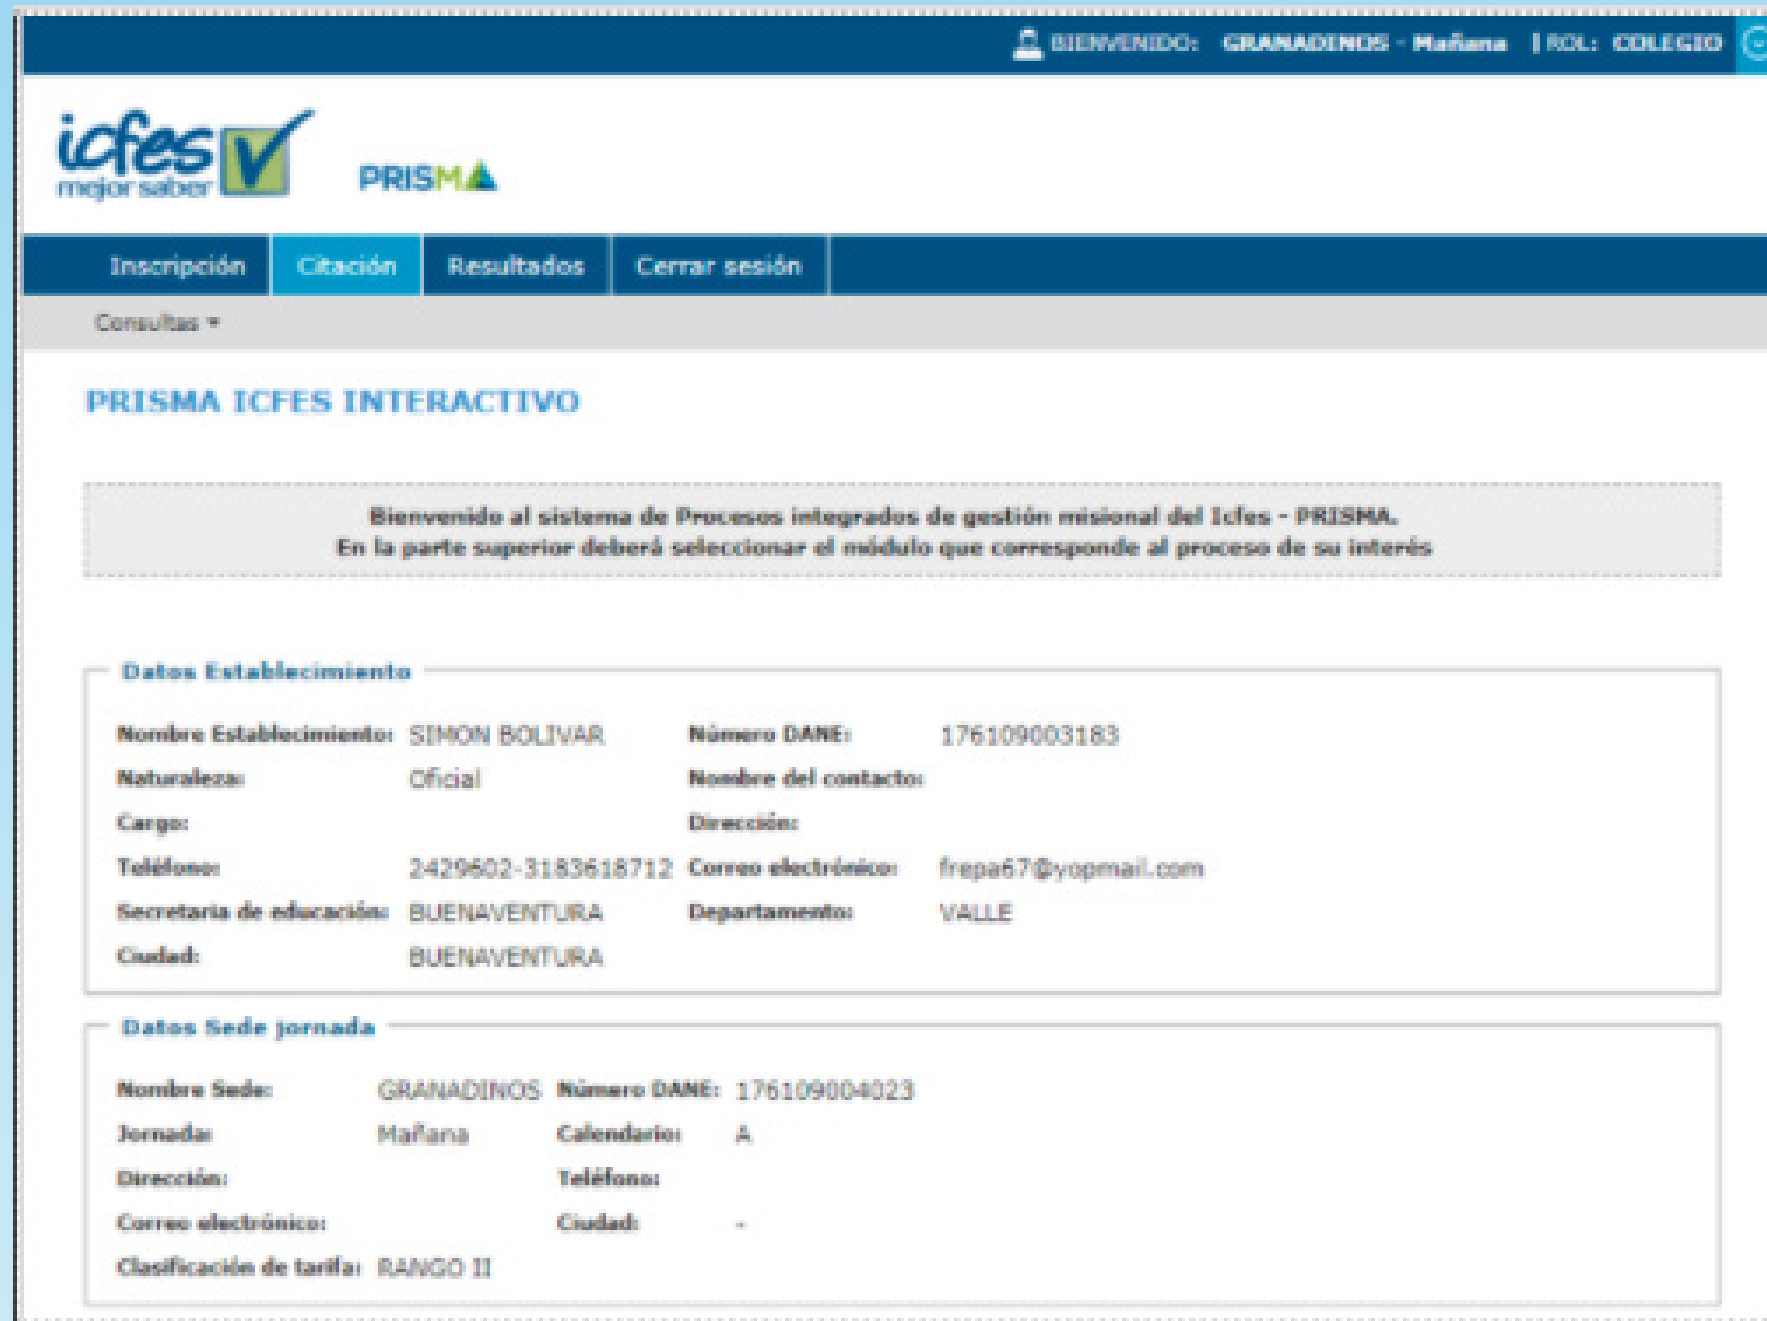 BIENVENIDO: GRANADINOS - Mañana | ROL: COLEGIO
icfes
mejor saber
PRISMA
Inscripción Citación Resultados Cerrar sesión
Consultas
PRISMA ICFES INTERACTIVO
Bienvenido al sistema de Procesos integrados de gestión misional del Icfes - PRISMA.
En la parte superior deberá seleccionar el módulo que corresponde al proceso de su interés
Datos Establecimiento
Nombre Establecimiento: SIMON BOLIVAR Número DANE: 176109003183
Naturaleza: Oficial Nombre del contacto:
Cargo: Dirección:
Teléfono: 2429602-3183618712 Correo electrónico: frepa67@yopmail.com
Secretaria de educación: BUENAVENTURA Departamento: VALLE
Ciudad: BUENAVENTURA
Datos Sede jornada
Nombre Sede: GRANADINOS Número DANE: 176109004023
Jornada: Mañana Calendario: A
Dirección: Teléfono:
Correo electrónico: Ciudad: -
Clasificación de tarifa: RANGO II